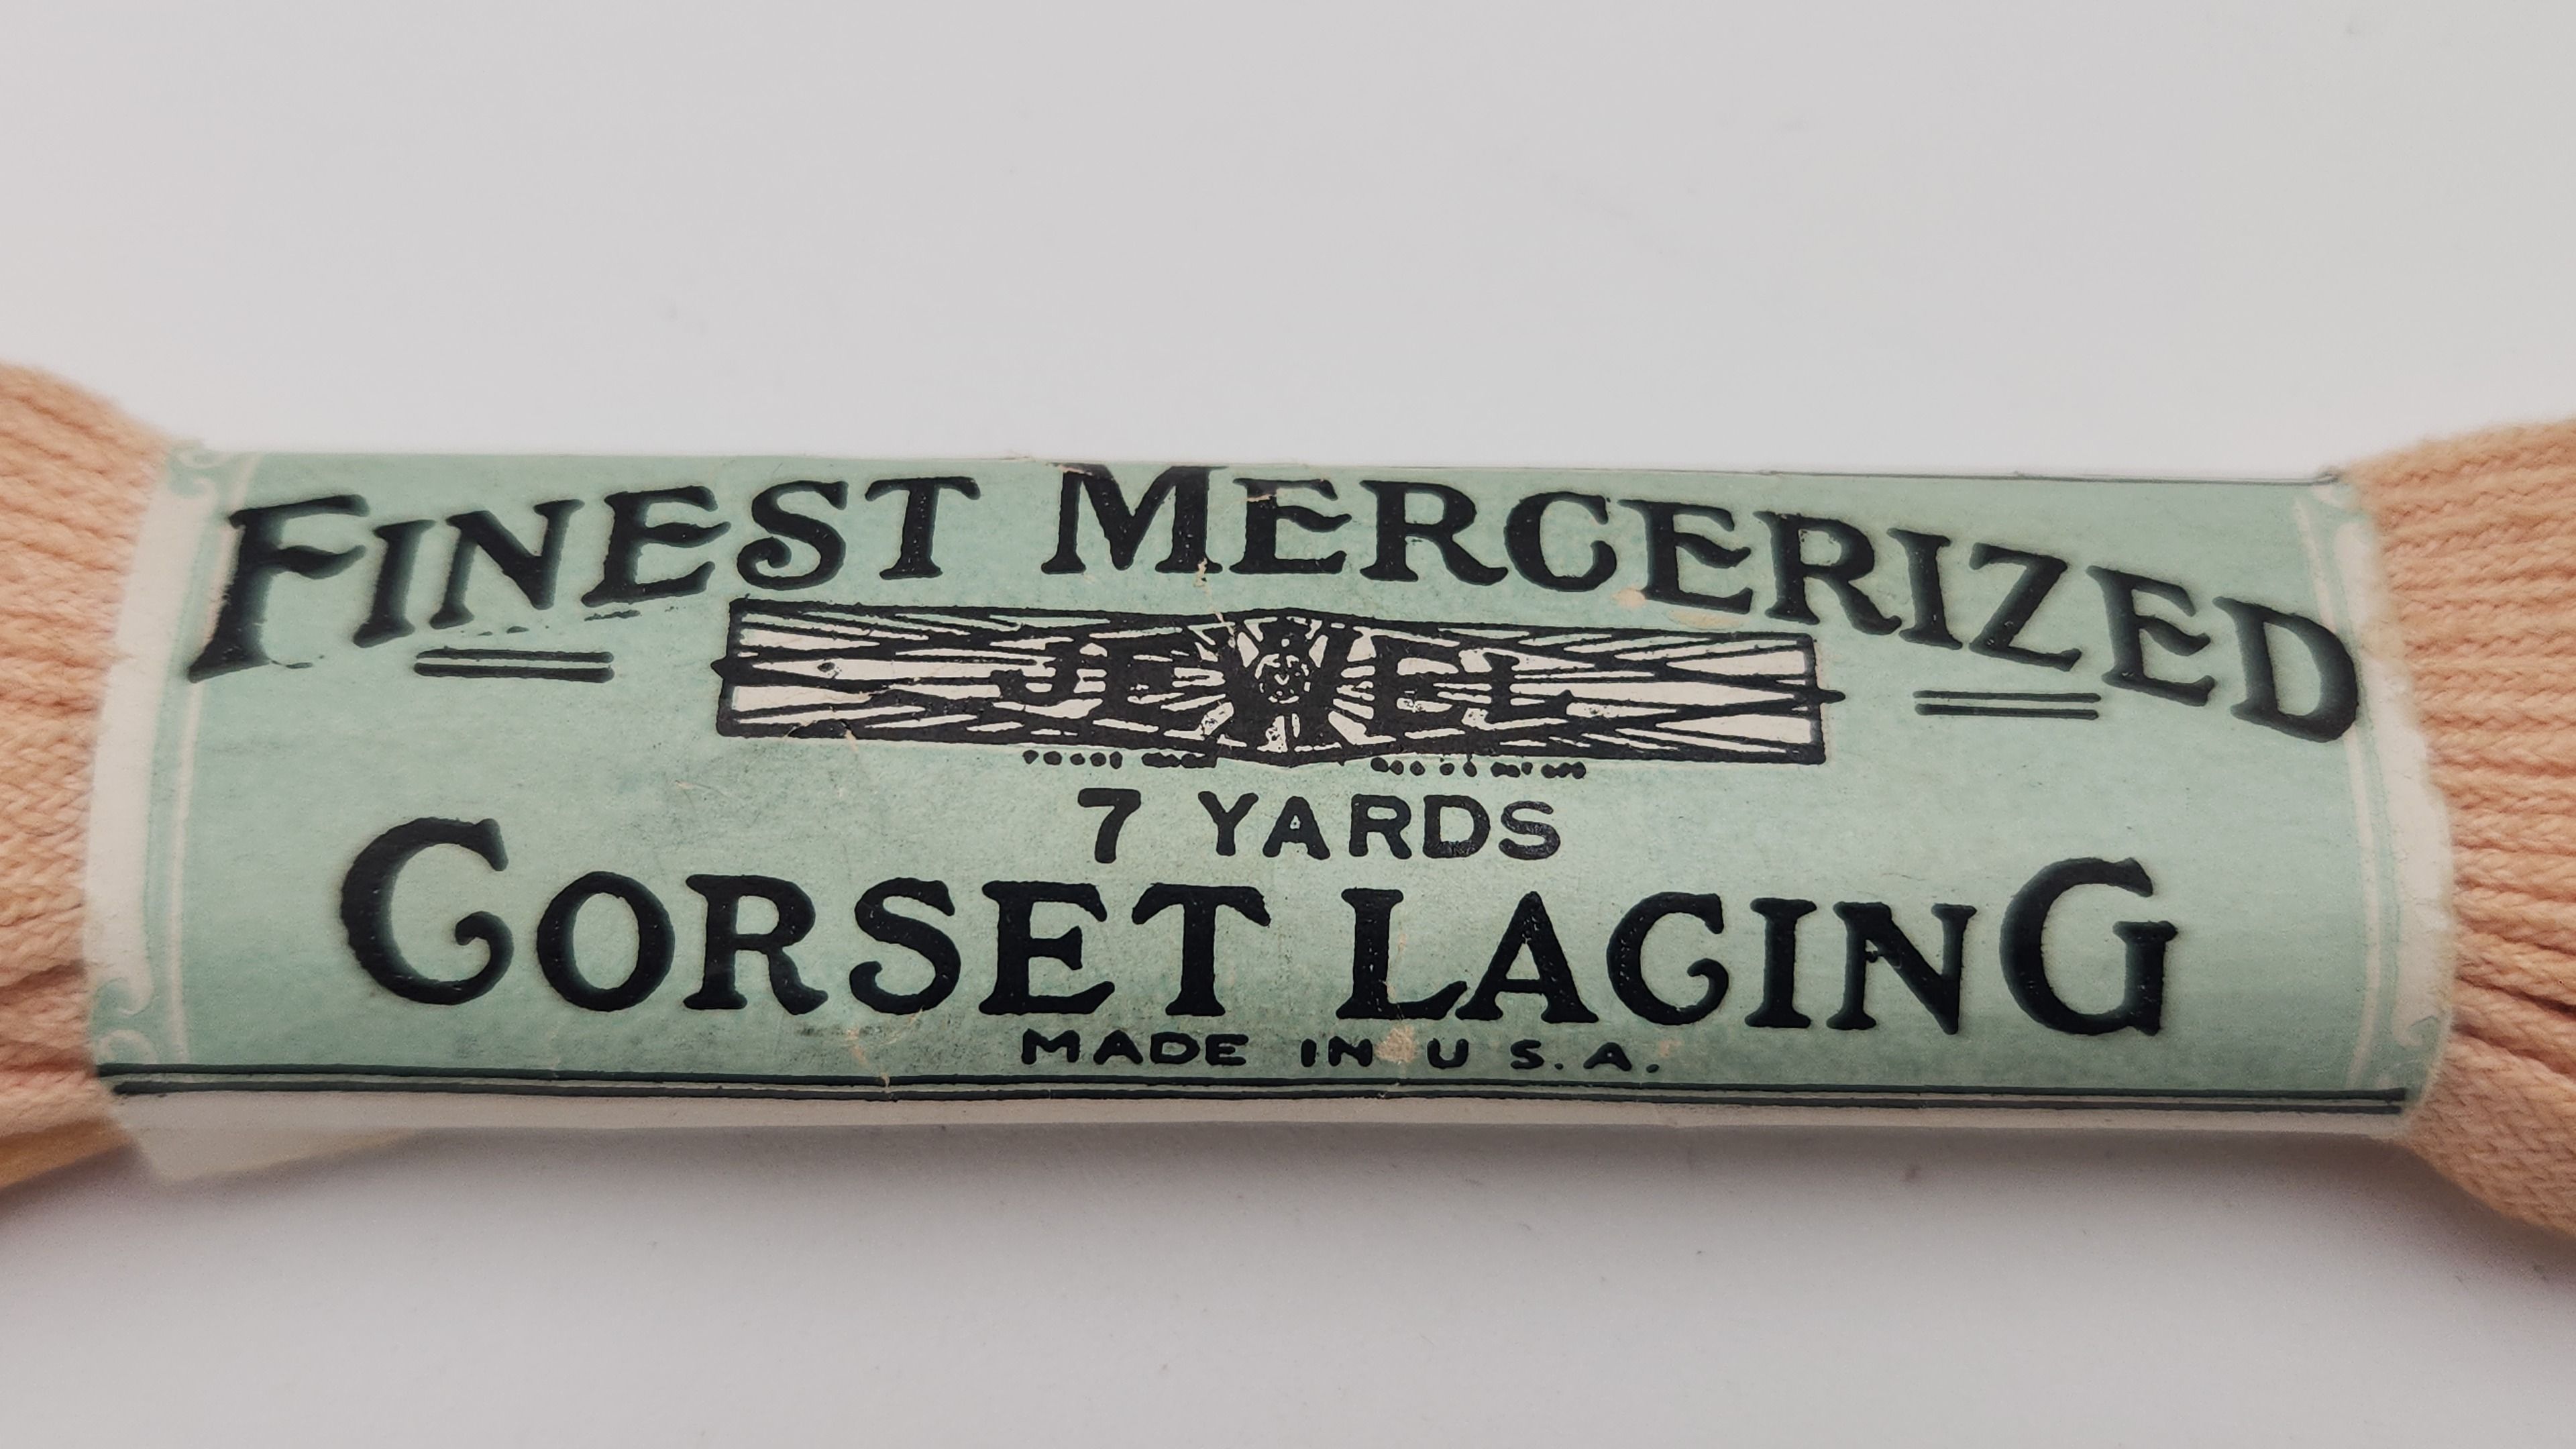 FINEST MERCERIZED
JEWEL
7 YARDS
CORSET LACING
MADE IN U S. A.